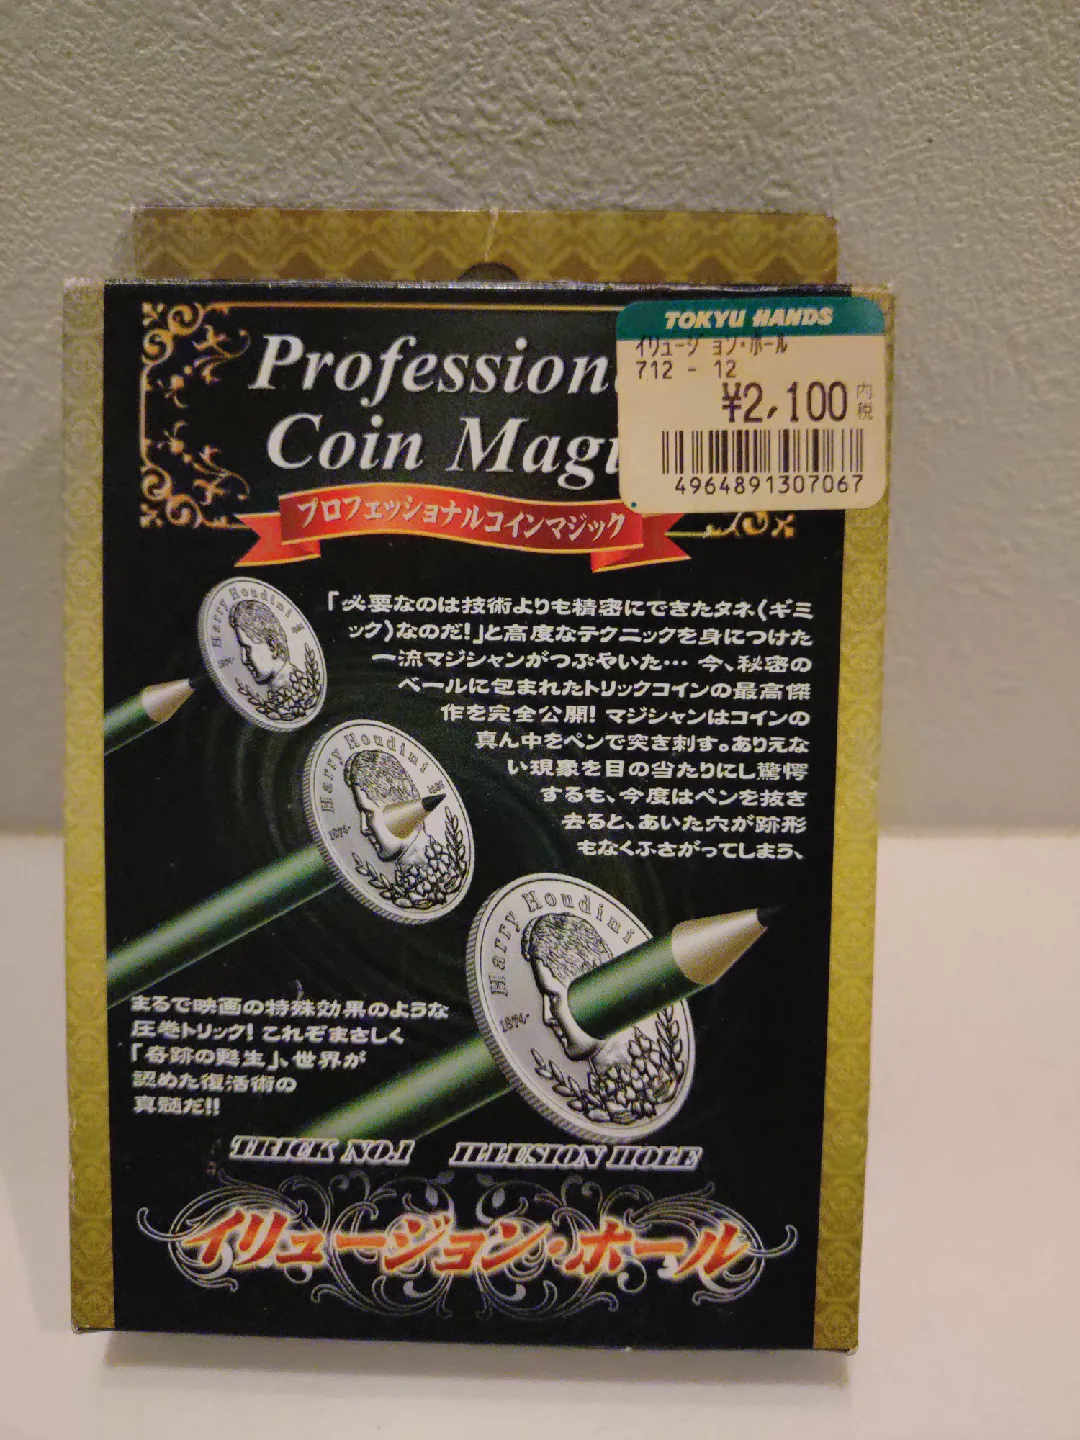 TOKYU HANDS
イリュージョン・ホール
712 - 12
¥2,100 内税
4964891307067
Profession
Coin Magi
プロフェッショナルコインマジック
「必要なのは技術よりも精密にできたタネ(ギミ
ック)なのだ!」と高度なテクニックを身につけた
一流マジシャンがつぶやいた… 今、秘密の
ベールに包まれたトリックコインの最高傑
作を完全公開! マジシャンはコインの
真ん中をペンで突き刺す。ありえな
い現象を目の当たりにし驚愕
するも、今度はペンを抜き
去ると、あいた穴が跡形
もなくふさがってしまう、
Harry Houdini
Harry Houdini
1874-
Harry Houdini
1874-
まるで映画の特殊効果のような
圧巻トリック! これぞまさしく
「奇跡の甦生」、世界が
認めた復活術の
真髄だ!!
TRICK NO.1 ILLUSION HOLE
イリュージョン・ホール